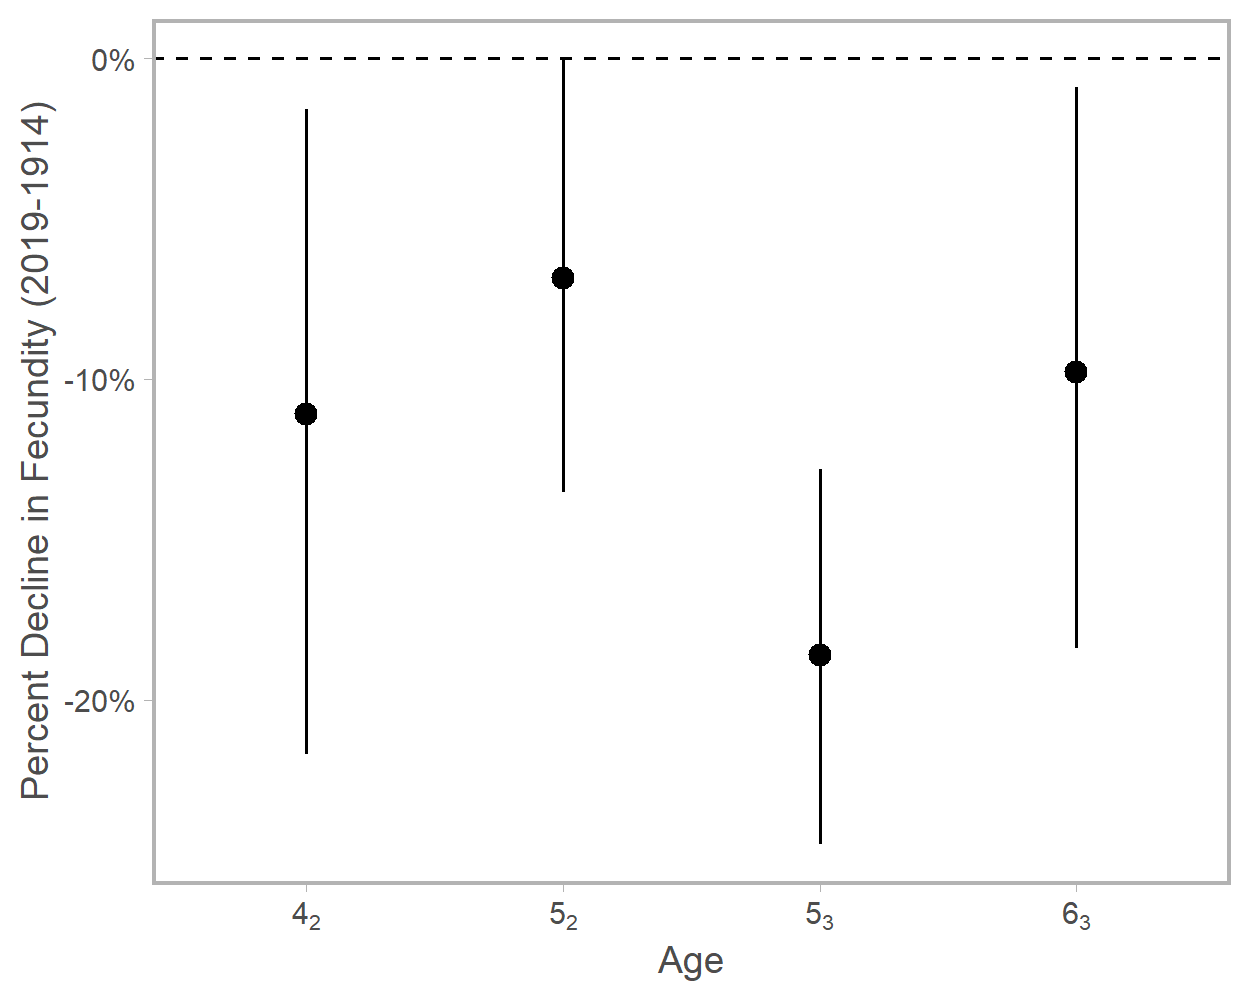 Percent Decline in Fecundity (2019-1914)
0%
-10%
-20%
4₂ 5₂ 5₃ 6₃
Age